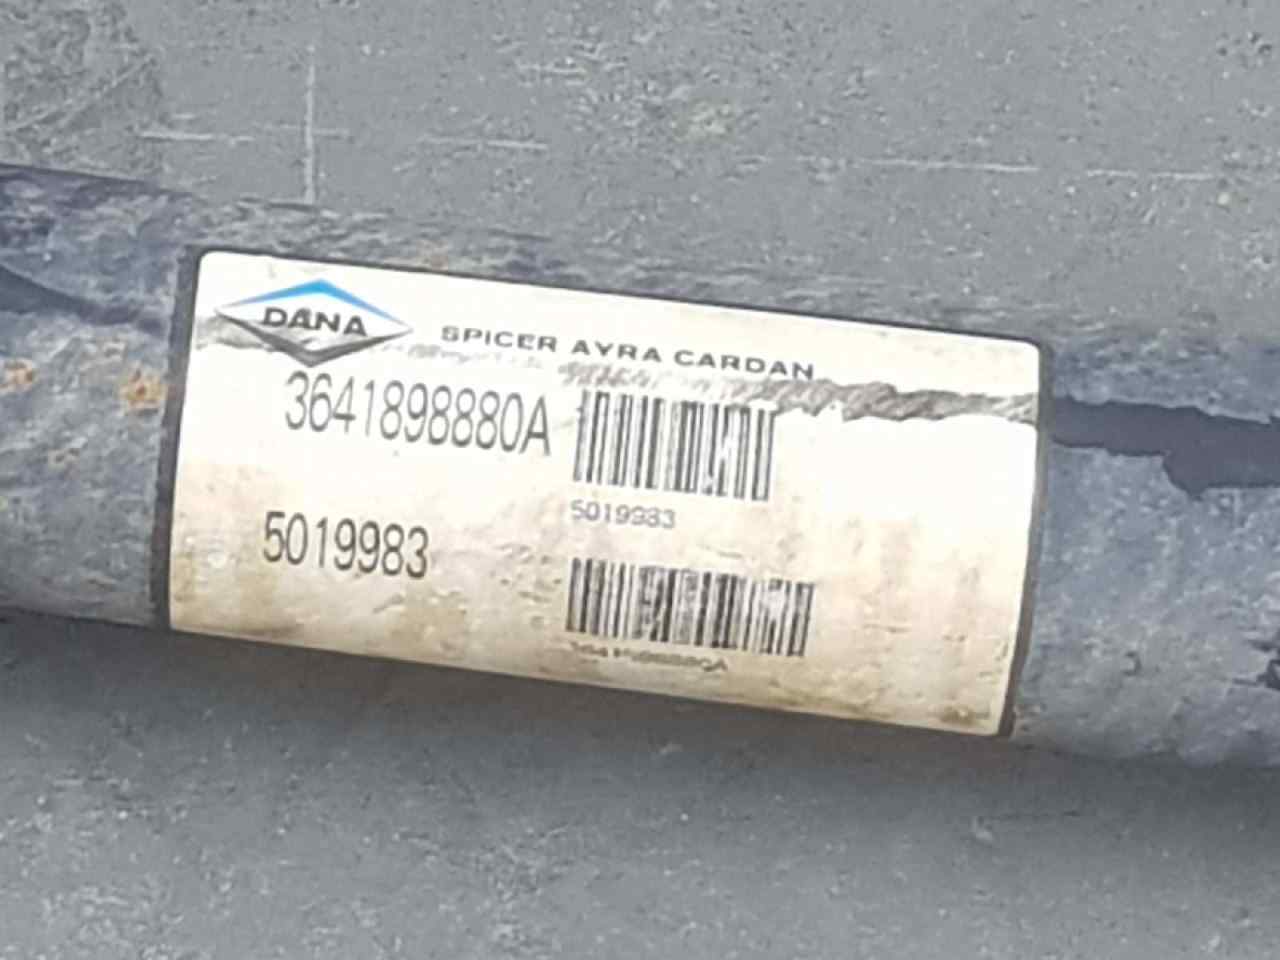 DANA
SPICER AYRA CARDAN
3641898880A
5019983
5019983